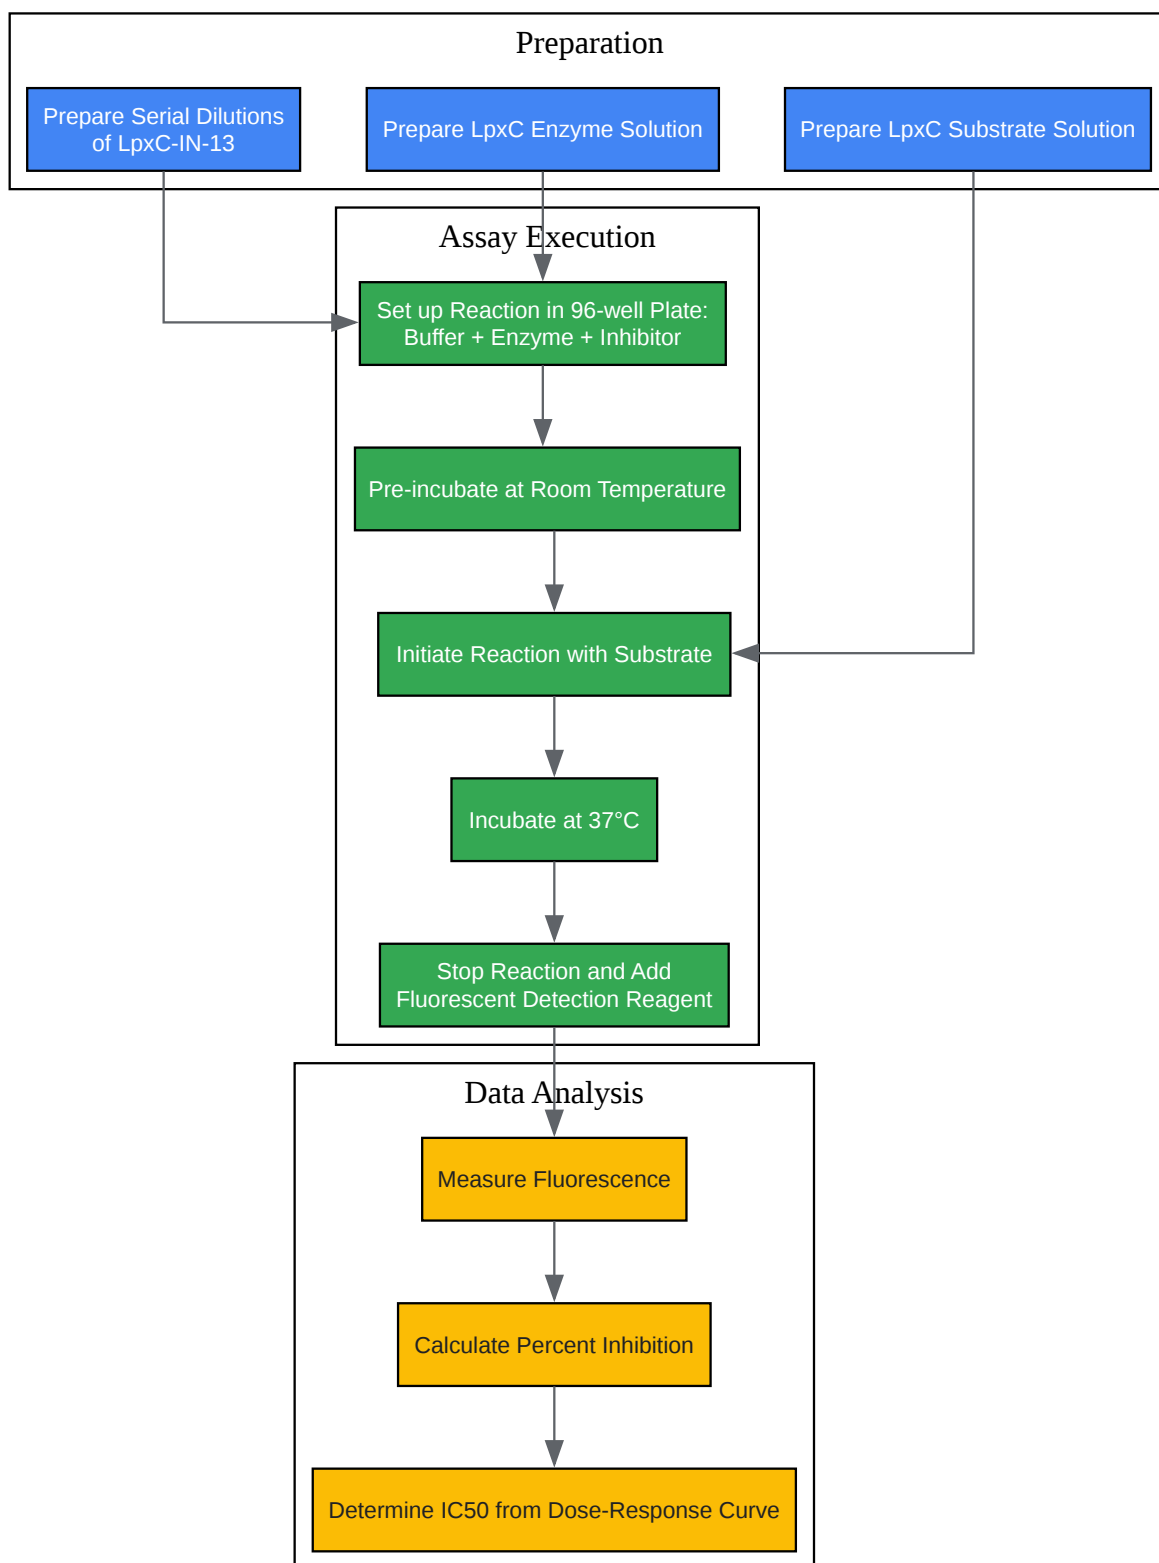 Preparation
Prepare Serial Dilutions
of LpxC-IN-13
Prepare LpxC Enzyme Solution
Prepare LpxC Substrate Solution
Assay Execution
Set up Reaction in 96-well Plate:
Buffer + Enzyme + Inhibitor
Pre-incubate at Room Temperature
Initiate Reaction with Substrate
Incubate at 37°C
Stop Reaction and Add
Fluorescent Detection Reagent
Data Analysis
Measure Fluorescence
Calculate Percent Inhibition
Determine IC50 from Dose-Response Curve